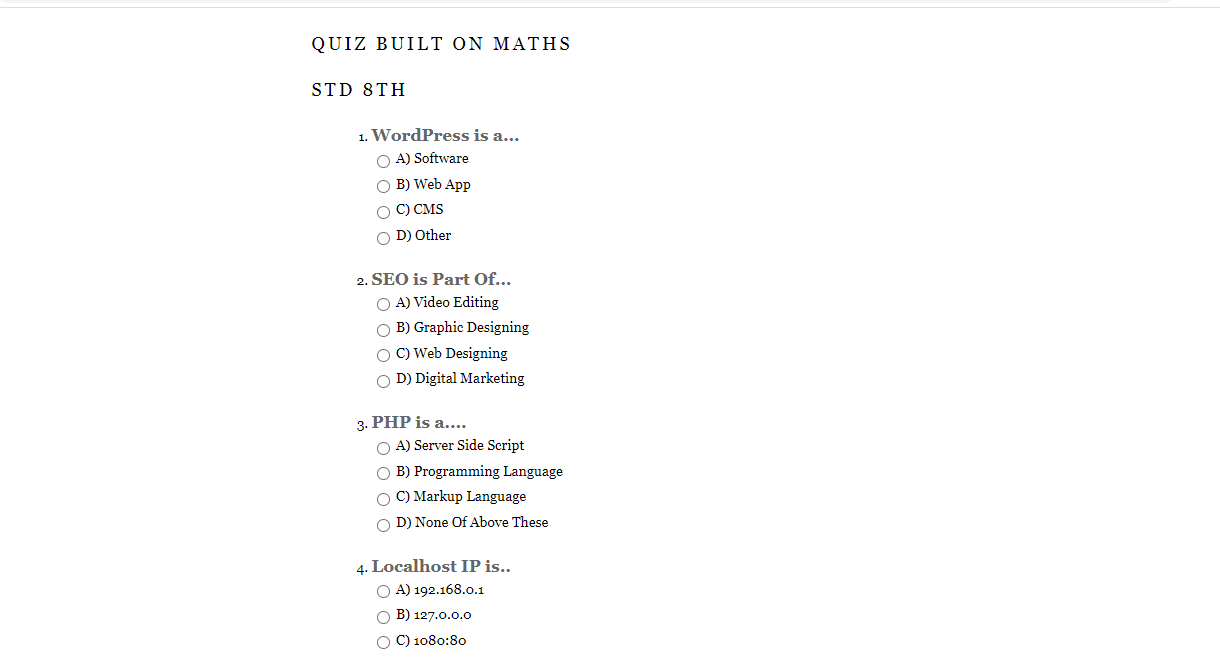 QUIZ BUILT ON MATHS
STD 8TH
1. WordPress is a...
A) Software
B) Web App
C) CMS
D) Other
2. SEO is Part Of...
A) Video Editing
B) Graphic Designing
C) Web Designing
D) Digital Marketing
3. PHP is a....
A) Server Side Script
B) Programming Language
C) Markup Language
D) None Of Above These
4. Localhost IP is..
A) 192.168.0.1
B) 127.0.0.0
C) 1080:80